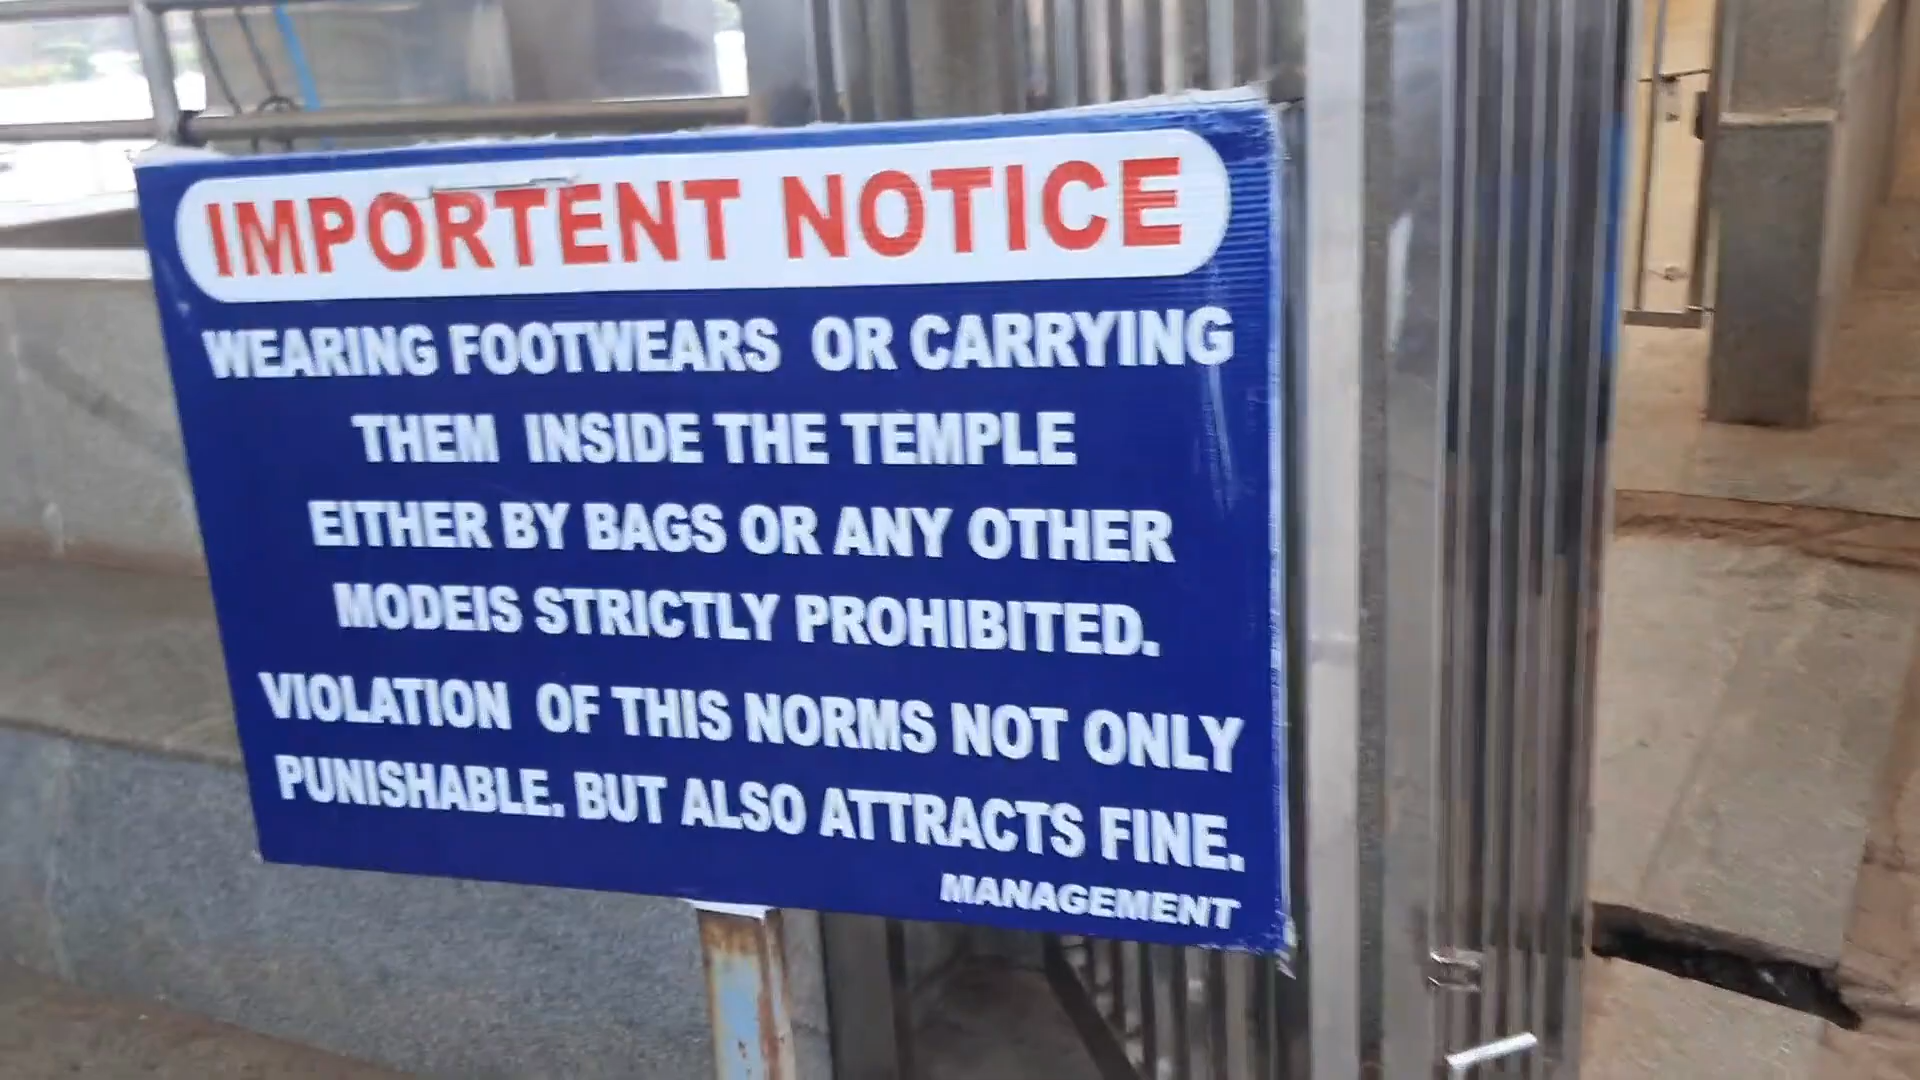 IMPORTENT NOTICE
WEARING FOOTWEARS OR CARRYING
THEM INSIDE THE TEMPLE
EITHER BY BAGS OR ANY OTHER
MODEIS STRICTLY PROHIBITED.
VIOLATION OF THIS NORMS NOT ONLY
PUNISHABLE. BUT ALSO ATTRACTS FINE.
MANAGEMENT